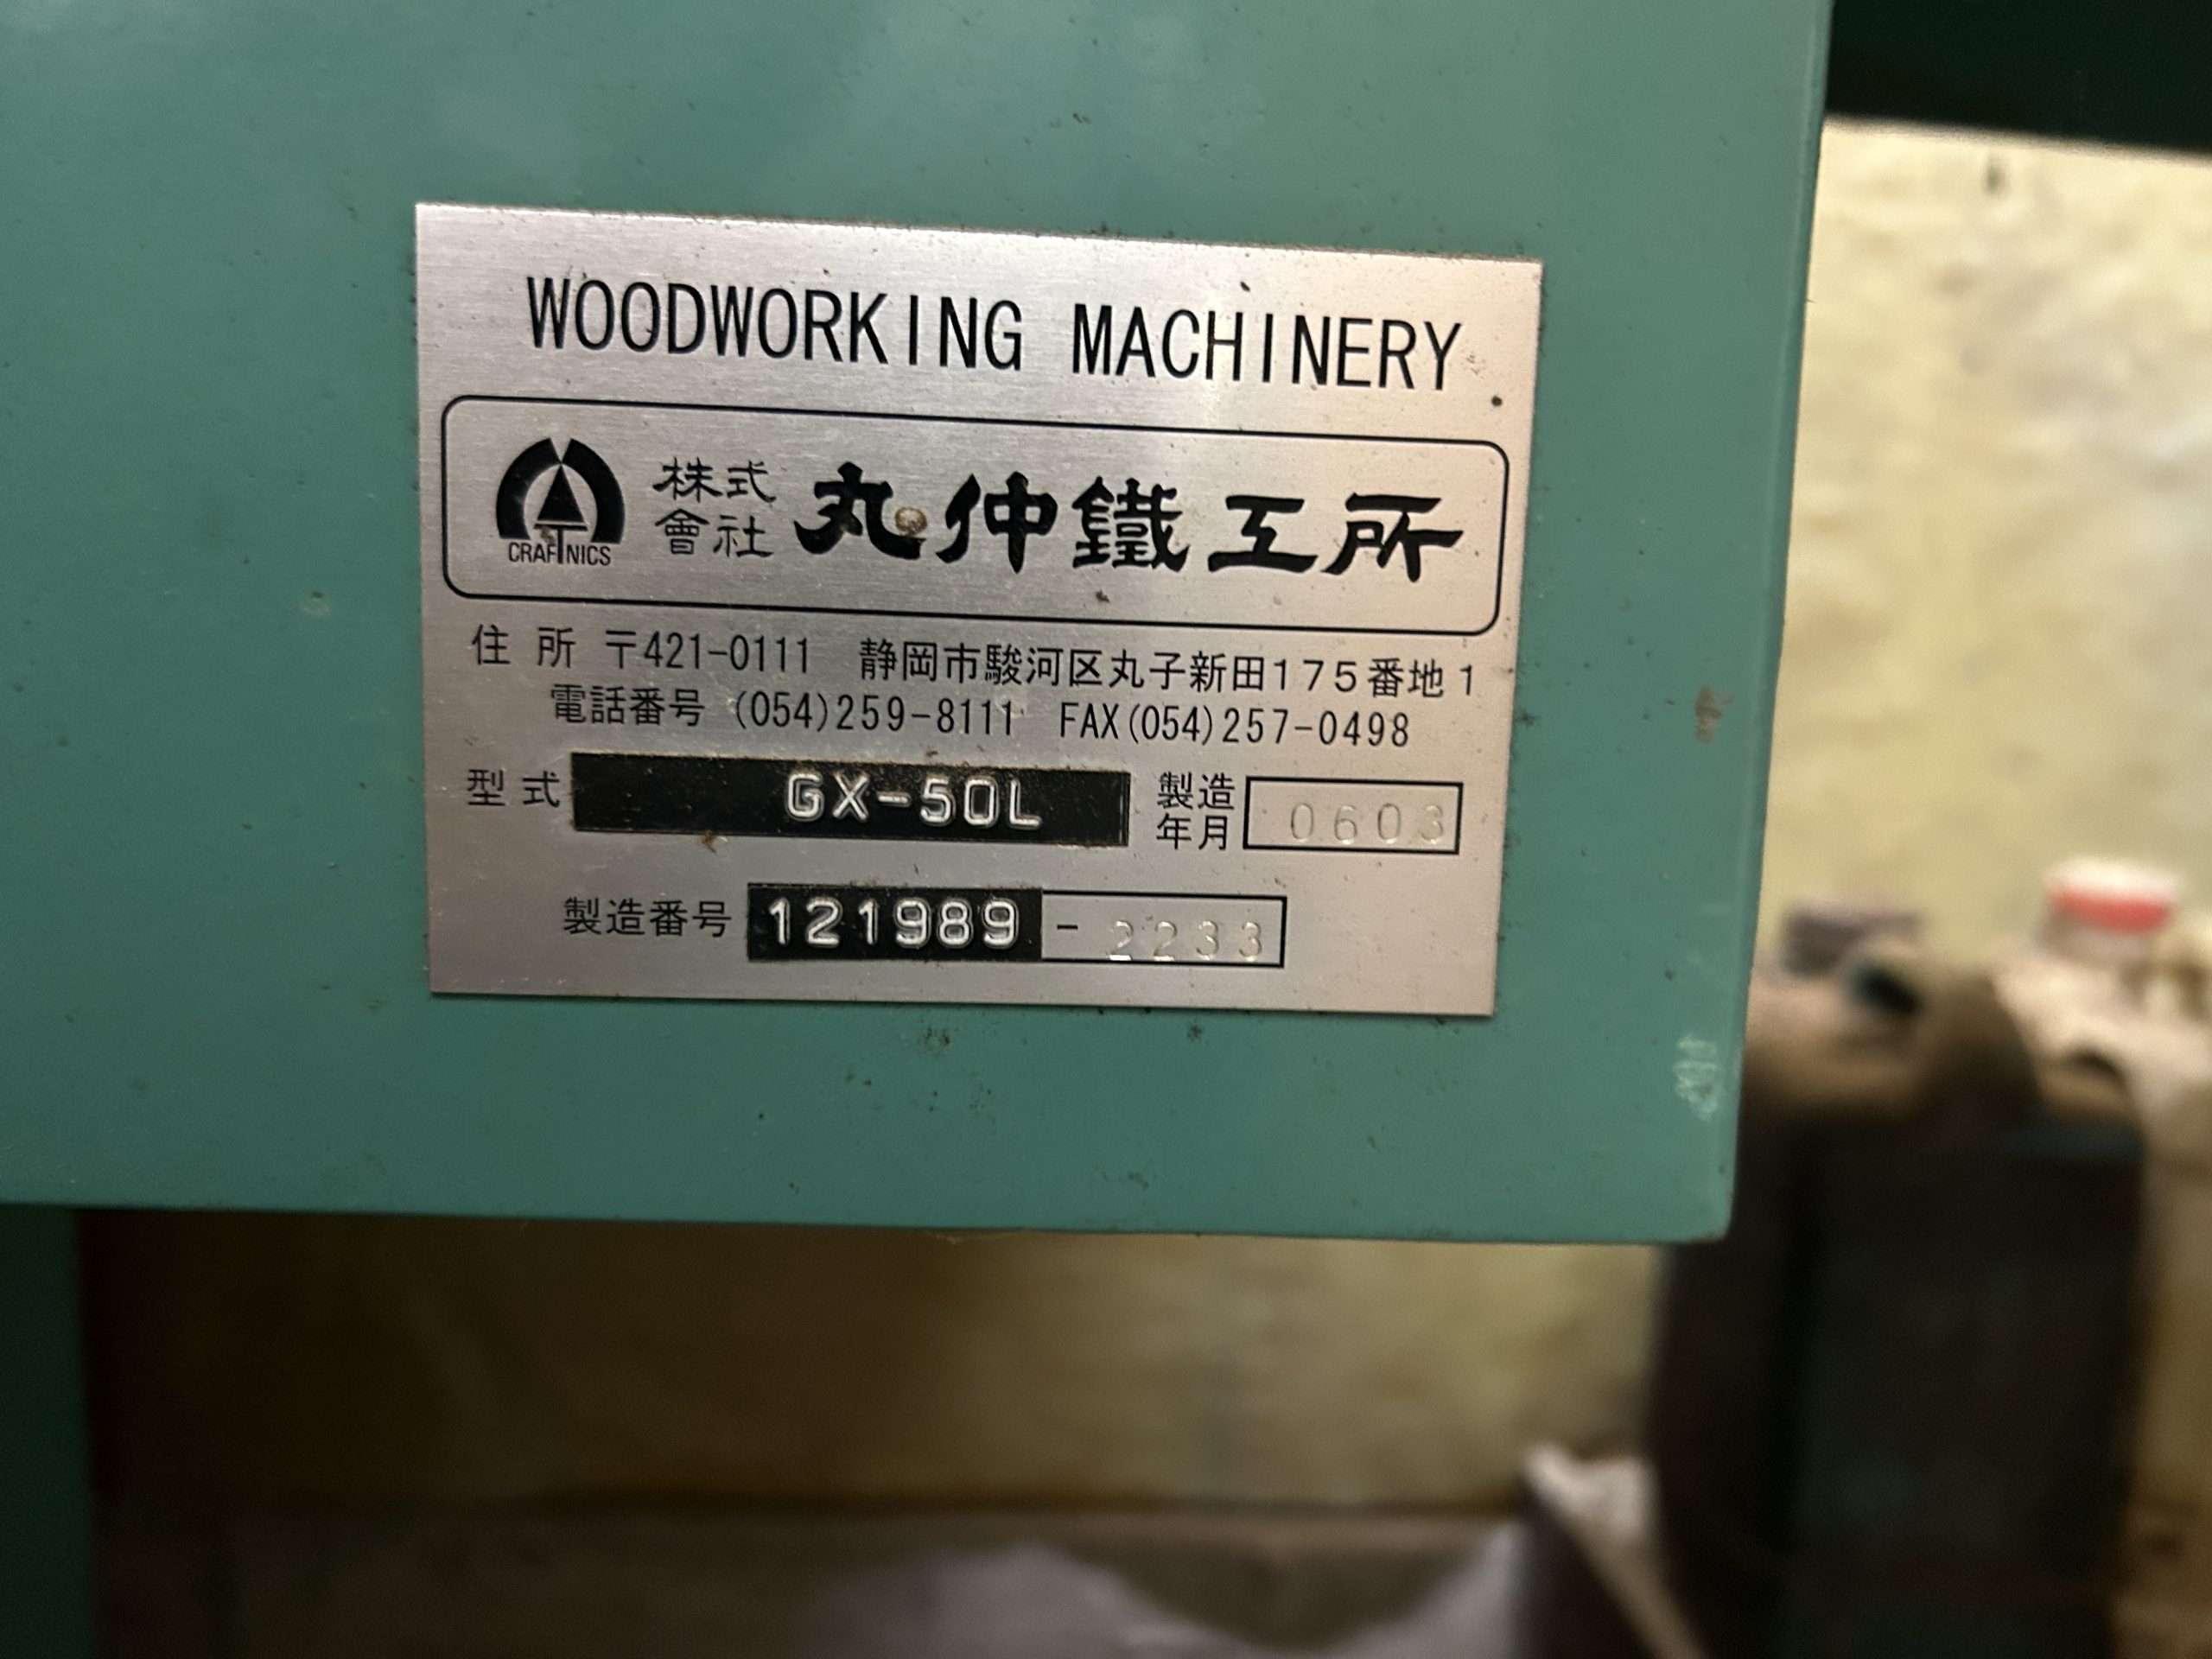 WOODWORKING MACHINERY
CRAFTNICS
株式
會社
丸仲鐵工所
住所 〒421-0111 静岡市駿河区丸子新田175番地1
電話番号 (054)259-8111 FAX(054)257-0498
型式 GX-50L 製造年月 0603
製造番号 121989-2233